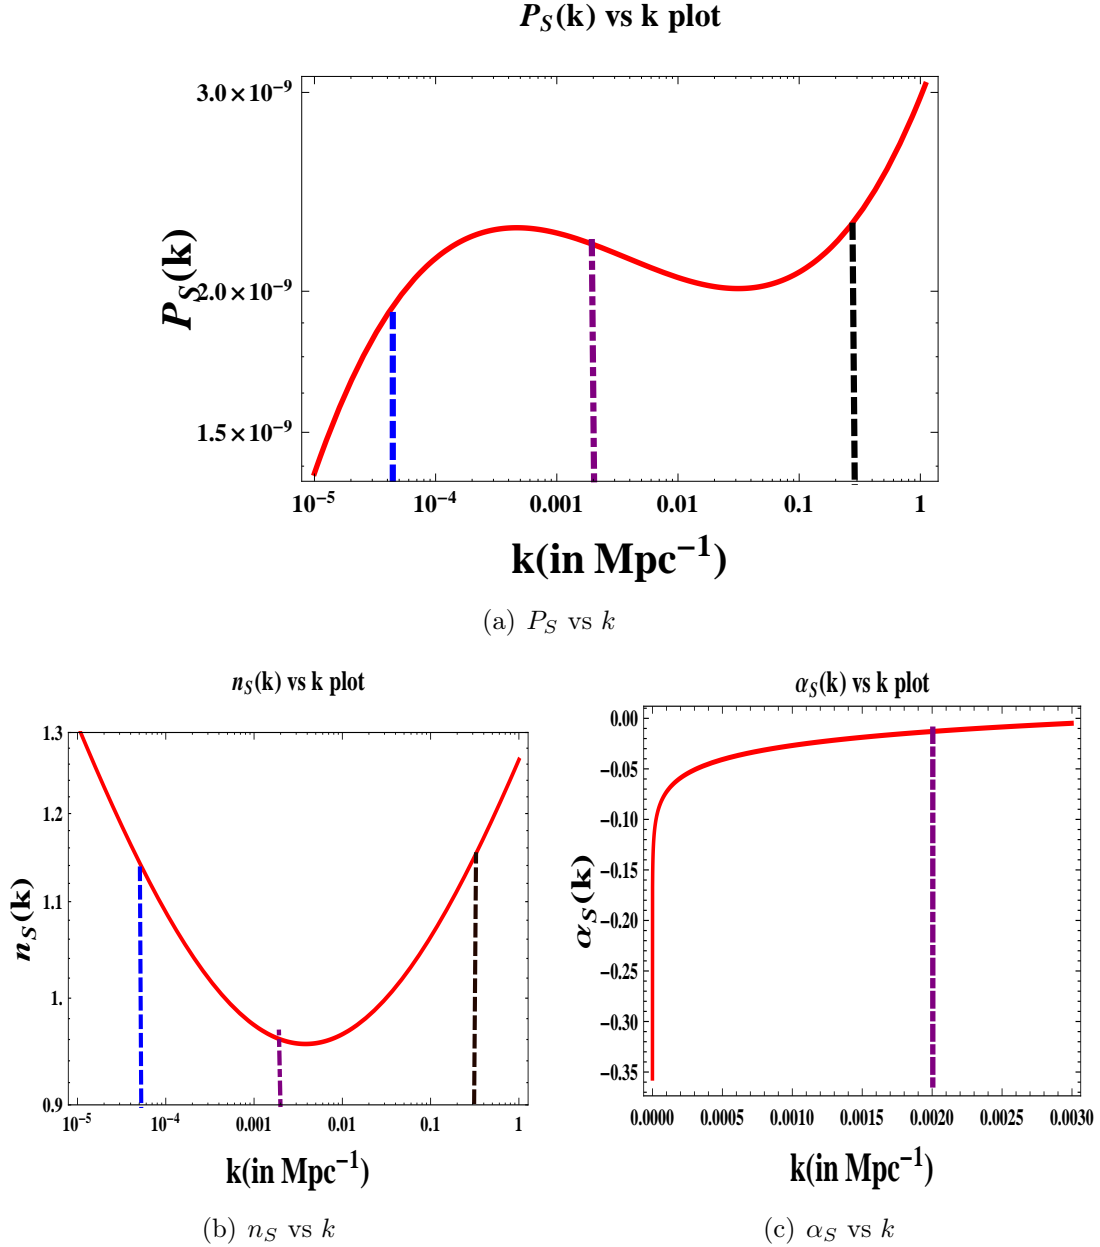 P_S(k) vs k plot
3.0×10⁻⁹
2.0×10⁻⁹
1.5×10⁻⁹
P_S(k)
10⁻⁵ 10⁻⁴ 0.001 0.01 0.1 1
k(in Mpc⁻¹)
(a) P_S vs k
n_S(k) vs k plot
1.3
1.2
1.1
1.
0.9
n_S(k)
10⁻⁵ 10⁻⁴ 0.001 0.01 0.1 1
k(in Mpc⁻¹)
(b) n_S vs k
α_S(k) vs k plot
0.00
−0.05
−0.10
−0.15
−0.20
−0.25
−0.30
−0.35
α_S(k)
0.0000 0.0005 0.0010 0.0015 0.0020 0.0025 0.0030
k(in Mpc⁻¹)
(c) α_S vs k